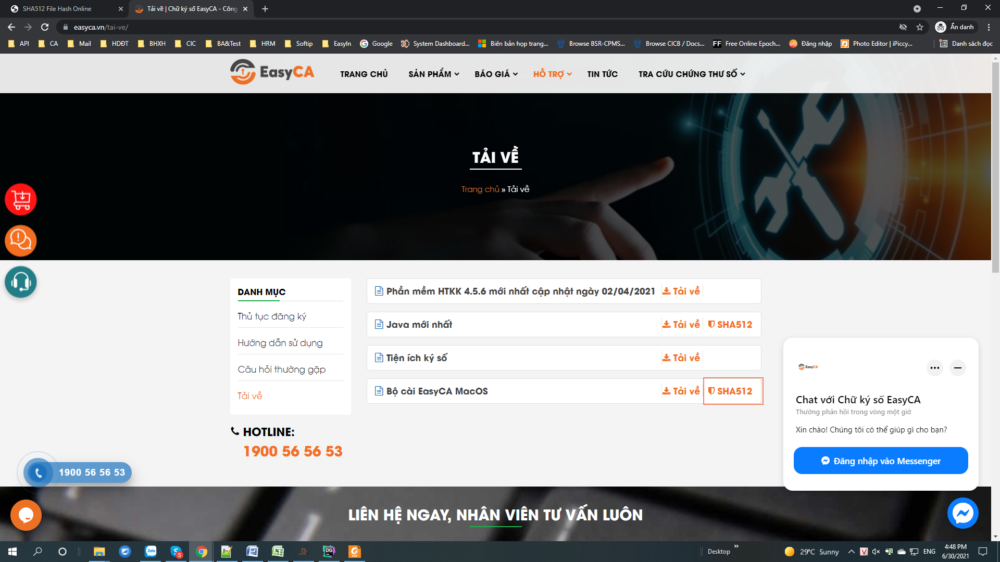 SHA512 File Hash Online
Tải về | Chữ ký số EasyCA - Công
easyca.vn/tai-ve/
Ẩn danh
API
CA
Mail
HDĐT
BHXH
CIC
BA&Test
HRM
Softip
EasyIn
Google
System Dashboard...
Biên bản họp trang...
Browse BSR-CPMS...
Browse CICB / Docs...
FF Free Online Epoch...
Đăng nhập
Photo Editor | iPiccy...
Danh sách đọc
EasyCA
TRANG CHỦ
SẢN PHẨM
BÁO GIÁ
HỖ TRỢ
TIN TỨC
TRA CỨU CHỨNG THƯ SỐ
TẢI VỀ
Trang chủ » Tải về
DANH MỤC
Thủ tục đăng ký
Hướng dẫn sử dụng
Câu hỏi thường gặp
Tải về
Phần mềm HTKK 4.5.6 mới nhất cập nhật ngày 02/04/2021 Tải về
Java mới nhất Tải về SHA512
Tiện ích ký số Tải về
Bộ cài EasyCA MacOS Tải về SHA512
HOTLINE:
1900 56 56 53
1900 56 56 53
EasyCA
Chat với Chữ ký số EasyCA
Thường phản hồi trong vòng một giờ
Xin chào! Chúng tôi có thể giúp gì cho bạn?
Đăng nhập vào Messenger
LIÊN HỆ NGAY, NHÂN VIÊN TƯ VẤN LUÔN
Zalo
S 5
DG
PDF
Desktop
29°C Sunny
V
ENG
4:48 PM
6/30/2021